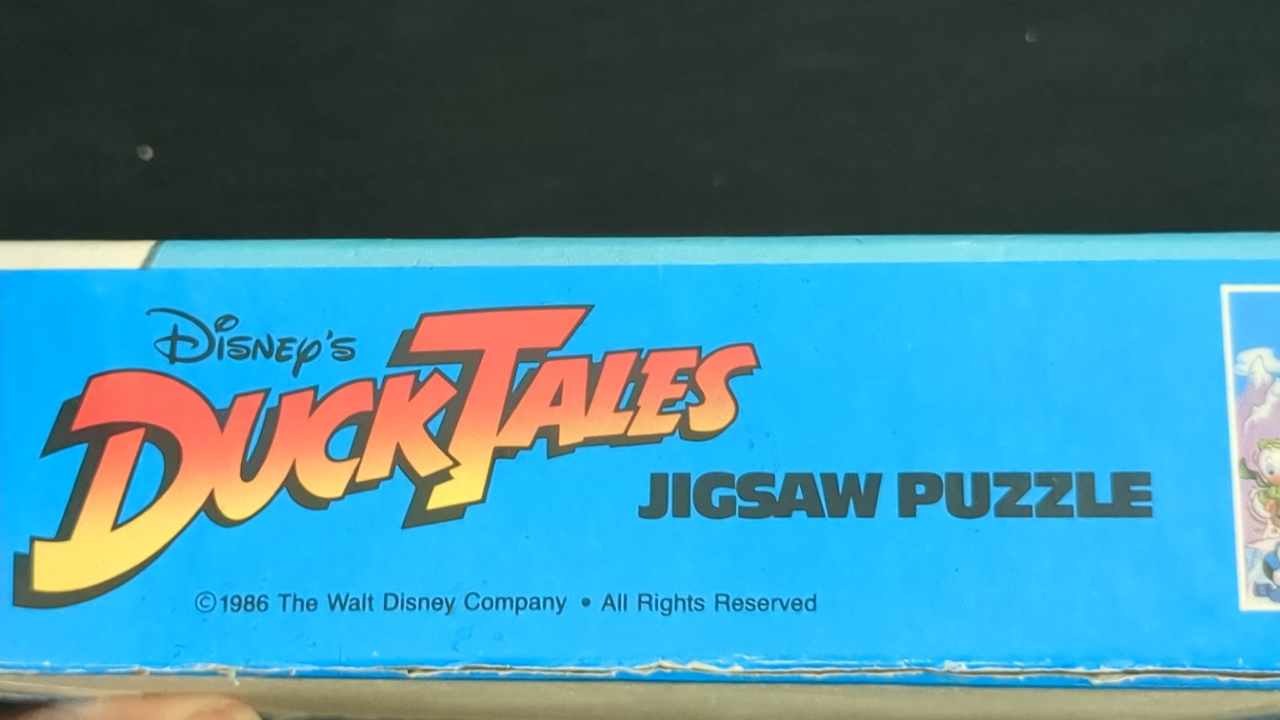 Disney's
DUCKTALES
JIGSAW PUZZLE
©1986 The Walt Disney Company • All Rights Reserved